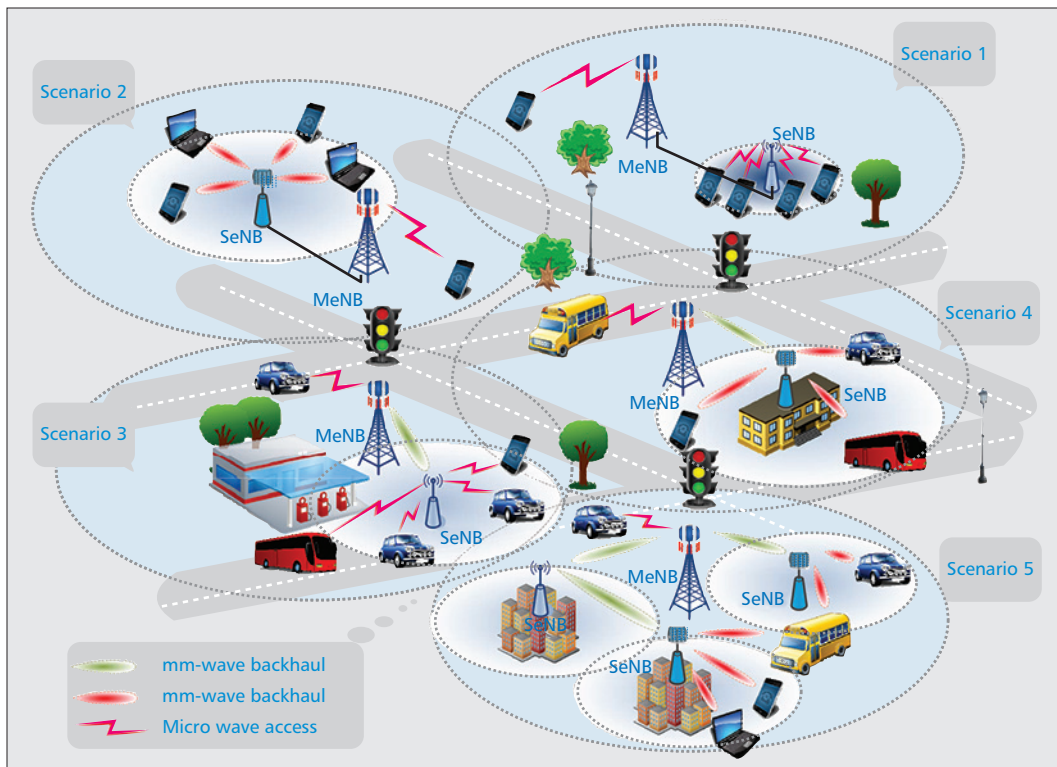 Scenario 1
Scenario 2
SeNB
MeNB
SeNB
MeNB
Scenario 4
MeNB
SeNB
Scenario 3
MeNB
SeNB
MeNB
Scenario 5
SeNB
SeNB
SeNB
mm-wave backhaul
mm-wave backhaul
Micro wave access